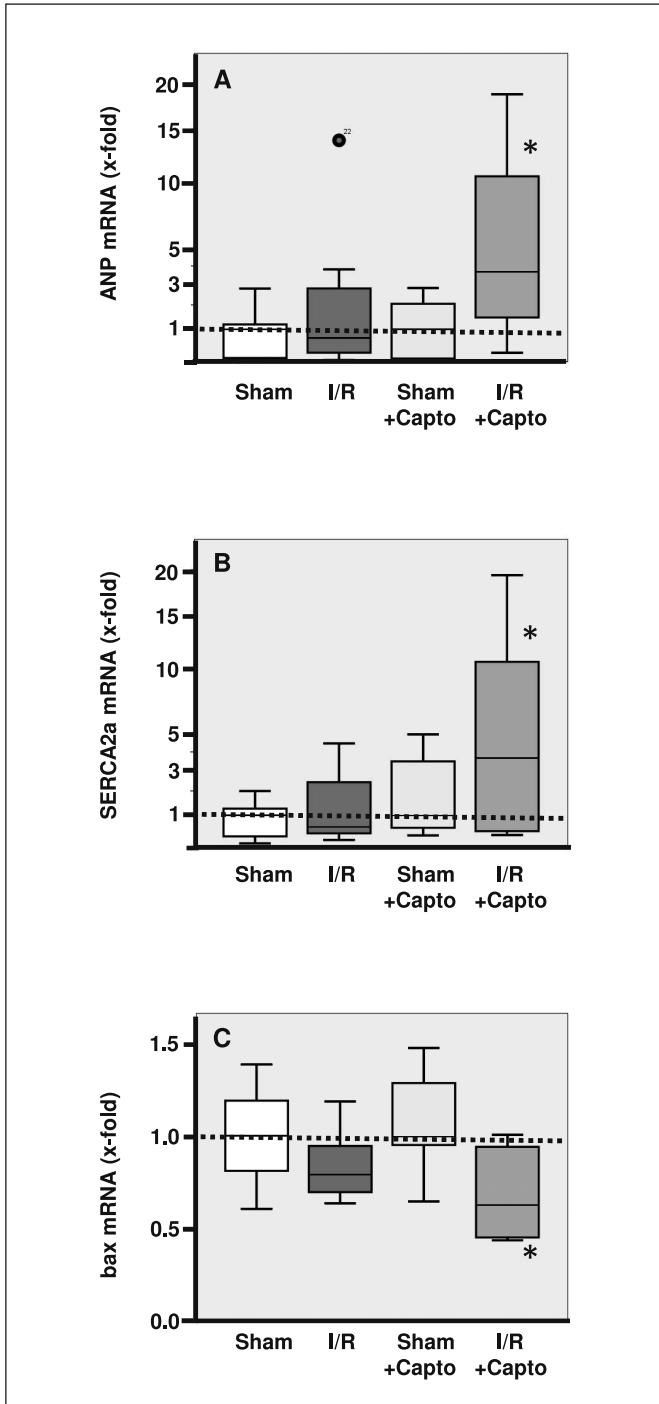 A
ANP mRNA (x-fold)
20
15
10
5
3
1
22
*
Sham I/R Sham +Capto I/R +Capto
B
SERCA2a mRNA (x-fold)
20
15
10
5
3
1
*
Sham I/R Sham +Capto I/R +Capto
C
bax mRNA (x-fold)
1.5
1.0
0.5
0.0
*
Sham I/R Sham +Capto I/R +Capto